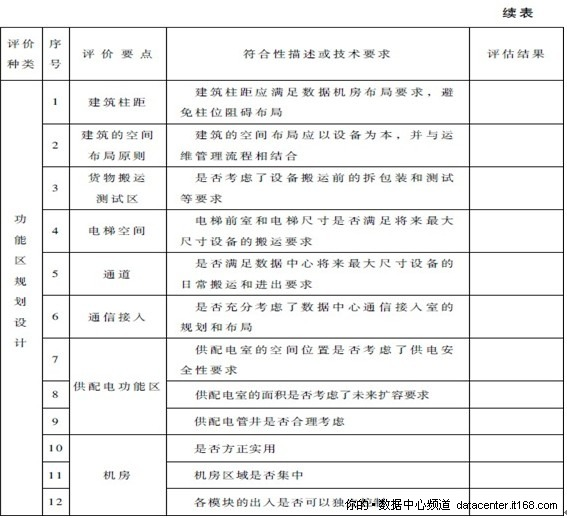 续表
评价种类 序号 评价要点 符合性描述或技术要求 评估结果
功能区规划设计
1 建筑柱距 建筑柱距应满足数据机房布局要求，避
免柱位阻碍布局
2 建筑的空间布局原则 建筑的空间布局应以设备为本，并与运
维管理流程相结合
3 货物搬运测试区 是否考虑了设备搬运前的拆包装和测试
等要求
4 电梯空间 电梯前室和电梯尺寸是否满足将来最大
尺寸设备的搬运要求
5 通道 是否满足数据中心将来最大尺寸设备的
日常搬运和进出要求
6 通信接入 是否充分考虑了数据中心通信接入室的
规划和布局
供配电功能区
7 供配电室的空间位置是否考虑了供电安
全性要求
8 供配电室的面积是否考虑了未来扩容要求
9 供配电管井是否合理考虑
机房
10 是否方正实用
11 机房区域是否集中
12 各模块的出入是否可以独
你的·数据中心频道 datacenter.it168.com